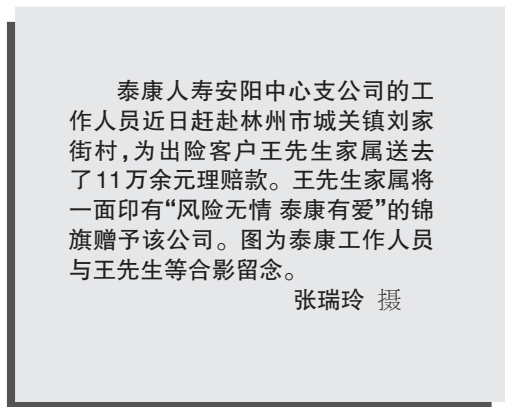 泰康人寿安阳中心支公司的工
作人员近日赶赴林州市城关镇刘家
街村,为出险客户王先生家属送去
了11万余元理赔款。王先生家属将
一面印有“风险无情 泰康有爱”的锦
旗赠予该公司。图为泰康工作人员
与王先生等合影留念。
张瑞玲 摄